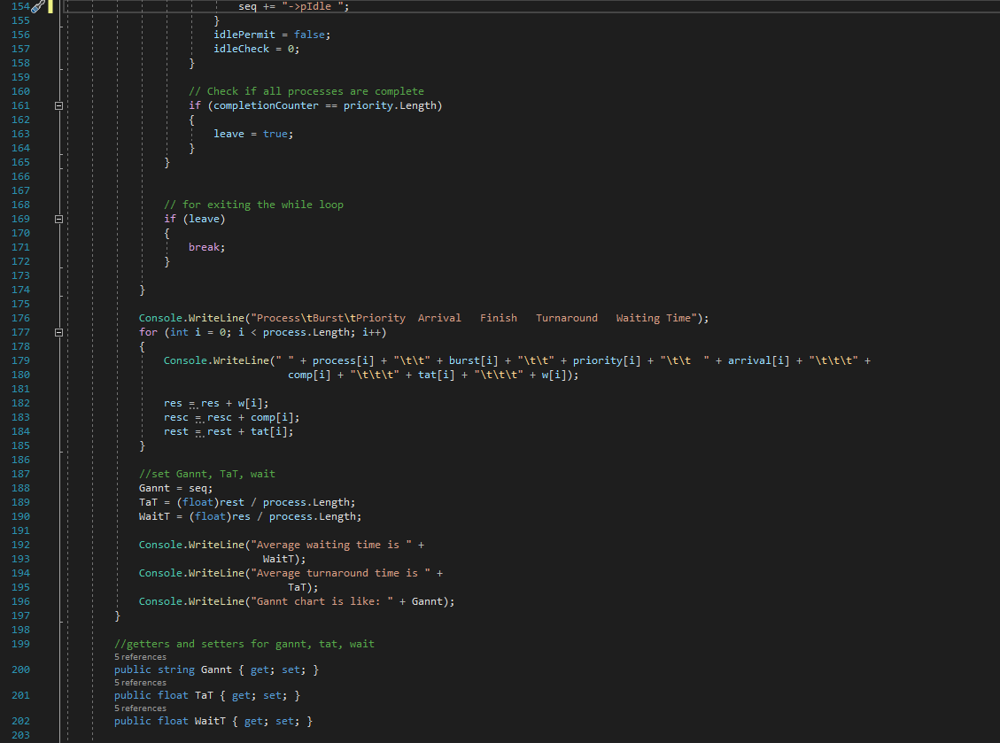 154 seq += "->pIdle ";
155 }
156 idlePermit = false;
157 idleCheck = 0;
158 }
159
160 // Check if all processes are complete
161 if (completionCounter == priority.Length)
162 {
163 leave = true;
164 }
165 }
166
167
168 // for exiting the while loop
169 if (leave)
170 {
171 break;
172 }
173
174 }
175
176 Console.WriteLine("Process\tBurst\tPriority  Arrival   Finish   Turnaround   Waiting Time");
177 for (int i = 0; i < process.Length; i++)
178 {
179 Console.WriteLine(" " + process[i] + "\t\t" + burst[i] + "\t\t" + priority[i] + "\t\t  " + arrival[i] + "\t\t\t" +
180 comp[i] + "\t\t\t" + tat[i] + "\t\t\t" + w[i]);
181
182 res = res + w[i];
183 resc = resc + comp[i];
184 rest = rest + tat[i];
185 }
186
187 //set Gannt, TaT, wait
188 Gannt = seq;
189 TaT = (float)rest / process.Length;
190 WaitT = (float)res / process.Length;
191
192 Console.WriteLine("Average waiting time is " +
193 WaitT);
194 Console.WriteLine("Average turnaround time is " +
195 TaT);
196 Console.WriteLine("Gannt chart is like: " + Gannt);
197 }
198
199 //getters and setters for gannt, tat, wait
5 references
200 public string Gannt { get; set; }
5 references
201 public float TaT { get; set; }
5 references
202 public float WaitT { get; set; }
203